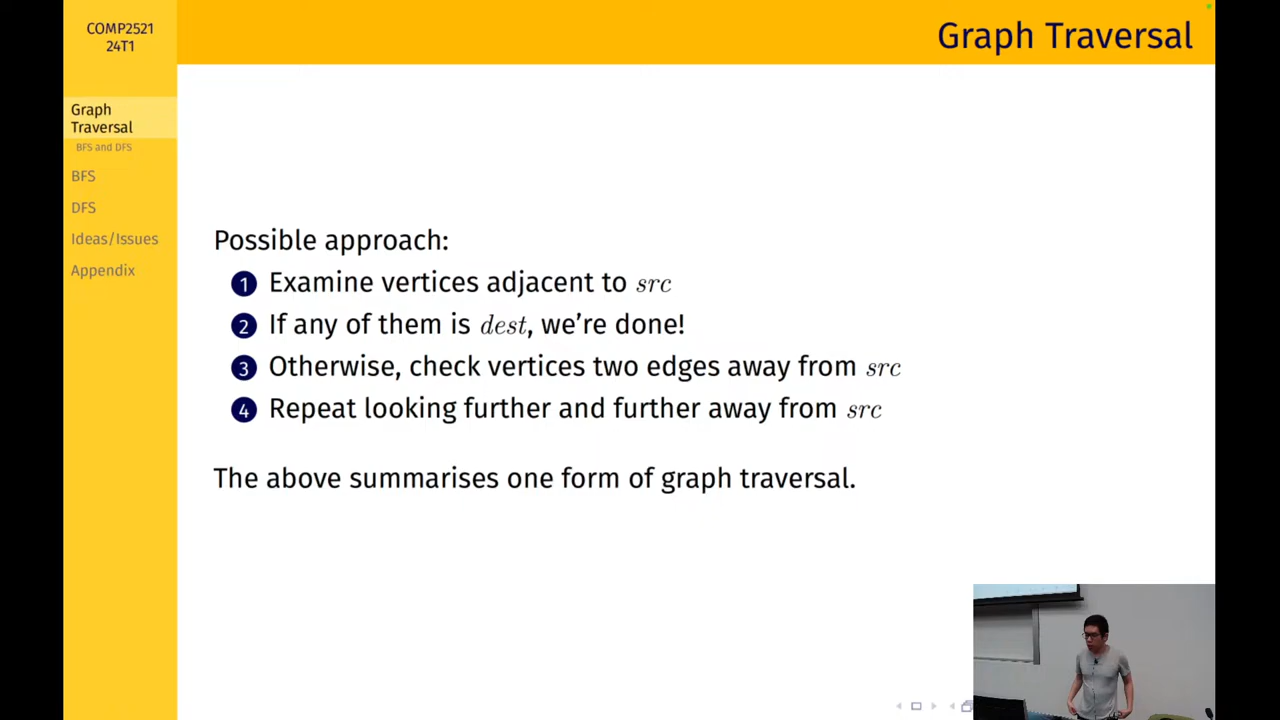 COMP2521
24T1
Graph Traversal
Graph
Traversal
BFS and DFS
BFS
DFS
Ideas/Issues
Appendix
Possible approach:
1 Examine vertices adjacent to src
2 If any of them is dest, we're done!
3 Otherwise, check vertices two edges away from src
4 Repeat looking further and further away from src
The above summarises one form of graph traversal.